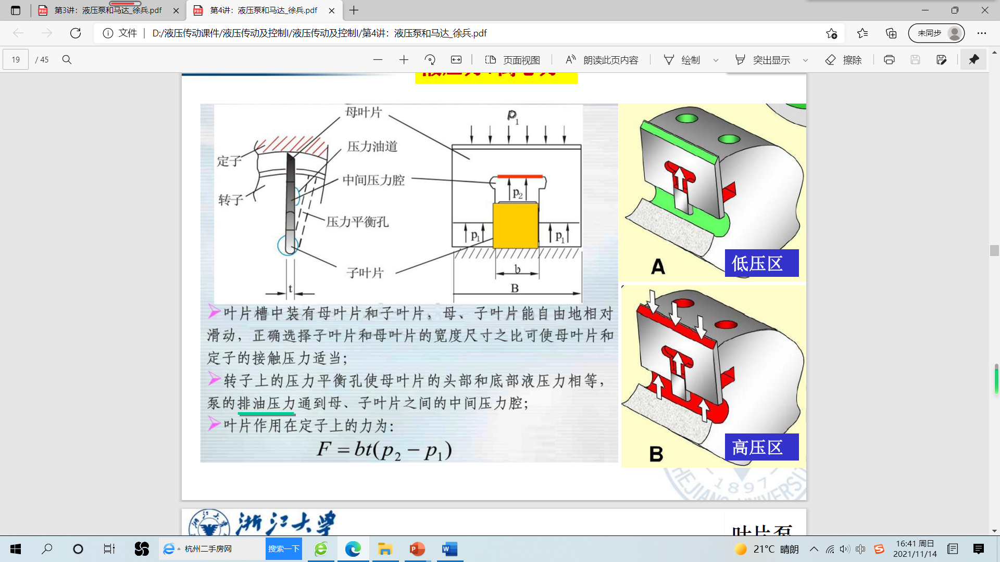 第3讲：液压泵和马达_徐兵.pdf
第4讲：液压泵和马达_徐兵.pdf
文件
D:/液压传动课件/液压传动及控制I/液压传动及控制I/第4讲：液压泵和马达_徐兵.pdf
未同步
19 / 45
页面视图
朗读此页内容
绘制
突出显示
擦除
母叶片
压力油道
定子
中间压力腔
转子
压力平衡孔
子叶片
t
p1
p2
p1
p1
b
B
A
低压区
B
高压区
叶片槽中装有母叶片和子叶片，母、子叶片能自由地相对
滑动，正确选择子叶片和母叶片的宽度尺寸之比可使母叶片和
定子的接触压力适当；
转子上的压力平衡孔使母叶片的头部和底部液压力相等，
泵的排油压力通到母、子叶片之间的中间压力腔；
叶片作用在定子上的力为：
F = bt(p2 − p1)
1897
浙江大学
叶片泵
杭州二手房网
搜索一下
21°C 晴朗
中
16:41 周日
2021/11/14